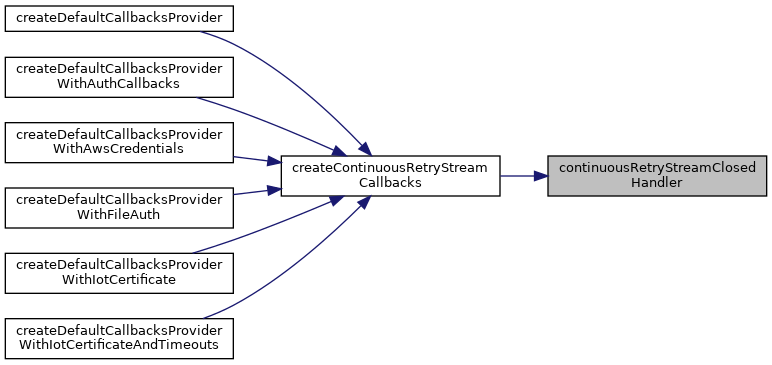 createDefaultCallbacksProvider
createDefaultCallbacksProvider
WithAuthCallbacks
createDefaultCallbacksProvider
WithAwsCredentials
createDefaultCallbacksProvider
WithFileAuth
createDefaultCallbacksProvider
WithIotCertificate
createDefaultCallbacksProvider
WithIotCertificateAndTimeouts
createContinuousRetryStream
Callbacks
continuousRetryStreamClosed
Handler